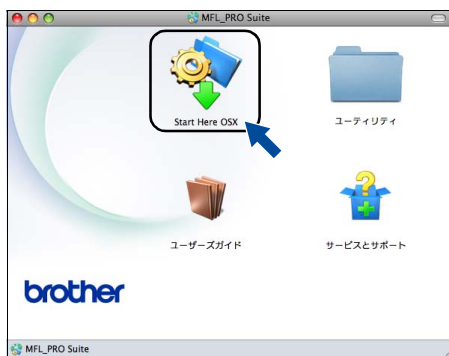 MFL_PRO Suite
Start Here OSX
ユーティリティ
ユーザーズガイド
サービスとサポート
brother
MFL_PRO Suite